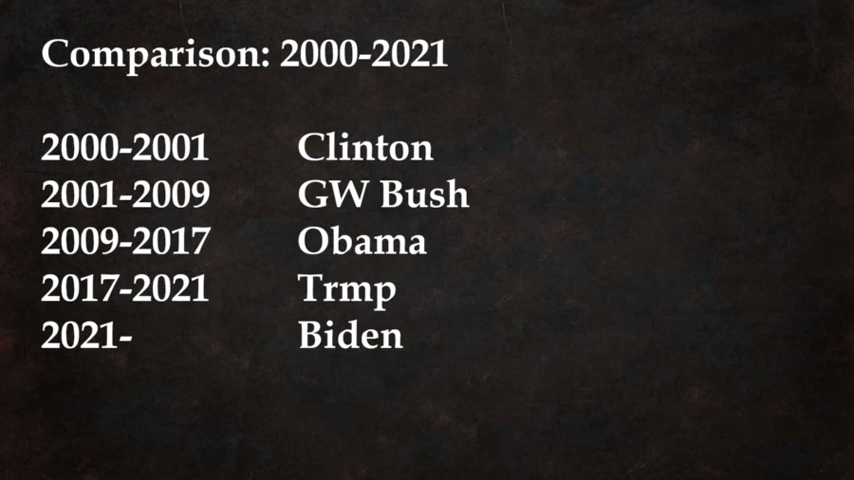 Comparison: 2000-2021
2000-2001 Clinton
2001-2009 GW Bush
2009-2017 Obama
2017-2021 Trmp
2021- Biden